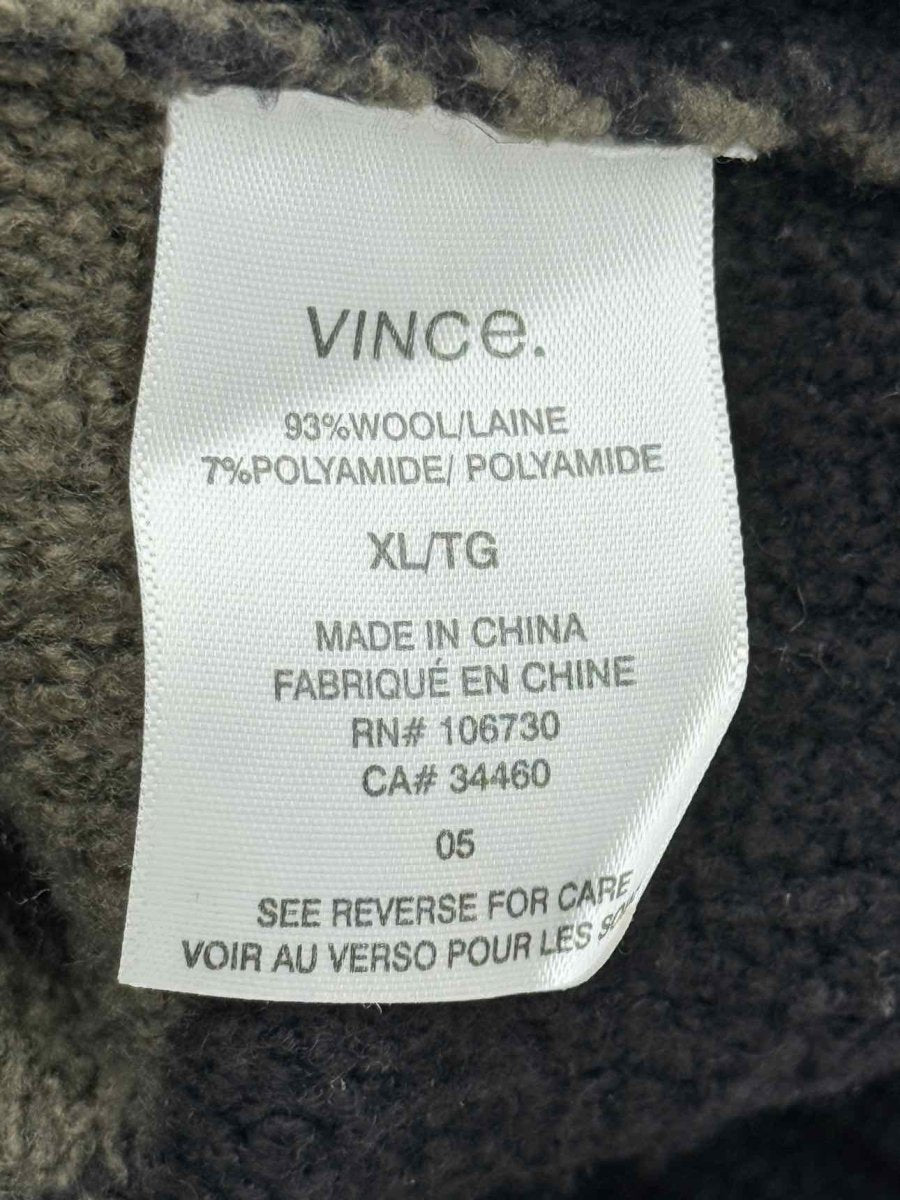 VINCe.
93%WOOL/LAINE
7%POLYAMIDE/ POLYAMIDE
XL/TG
MADE IN CHINA
FABRIQUÉ EN CHINE
RN# 106730
CA# 34460
05
SEE REVERSE FOR CARE
VOIR AU VERSO POUR LES